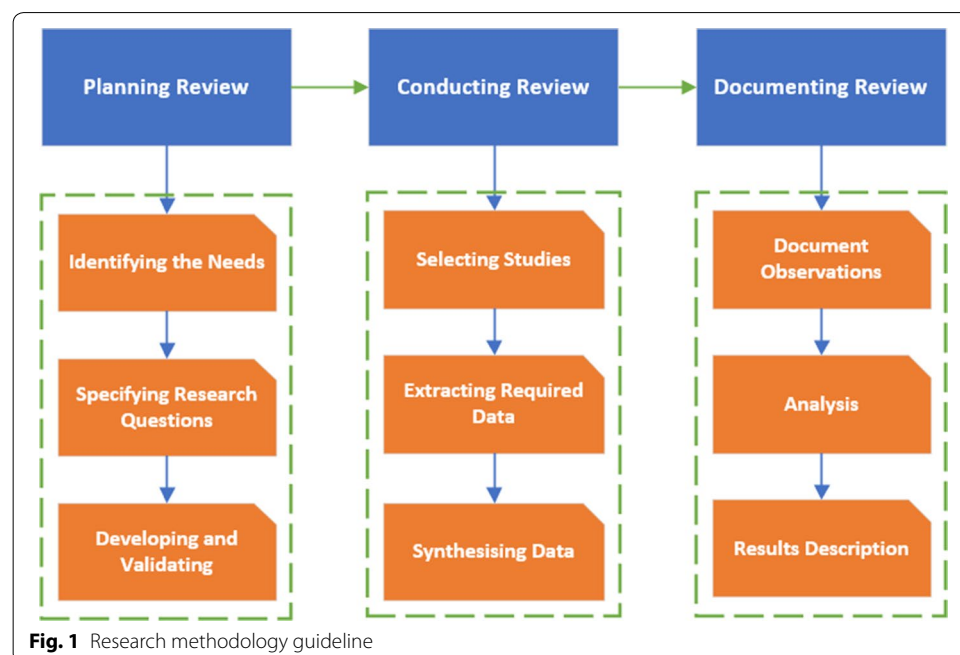 Planning Review
Conducting Review
Documenting Review
Identifying the Needs
Specifying Research
Questions
Developing and
Validating
Selecting Studies
Extracting Required
Data
Synthesising Data
Document
Observations
Analysis
Results Description
Fig. 1 Research methodology guideline